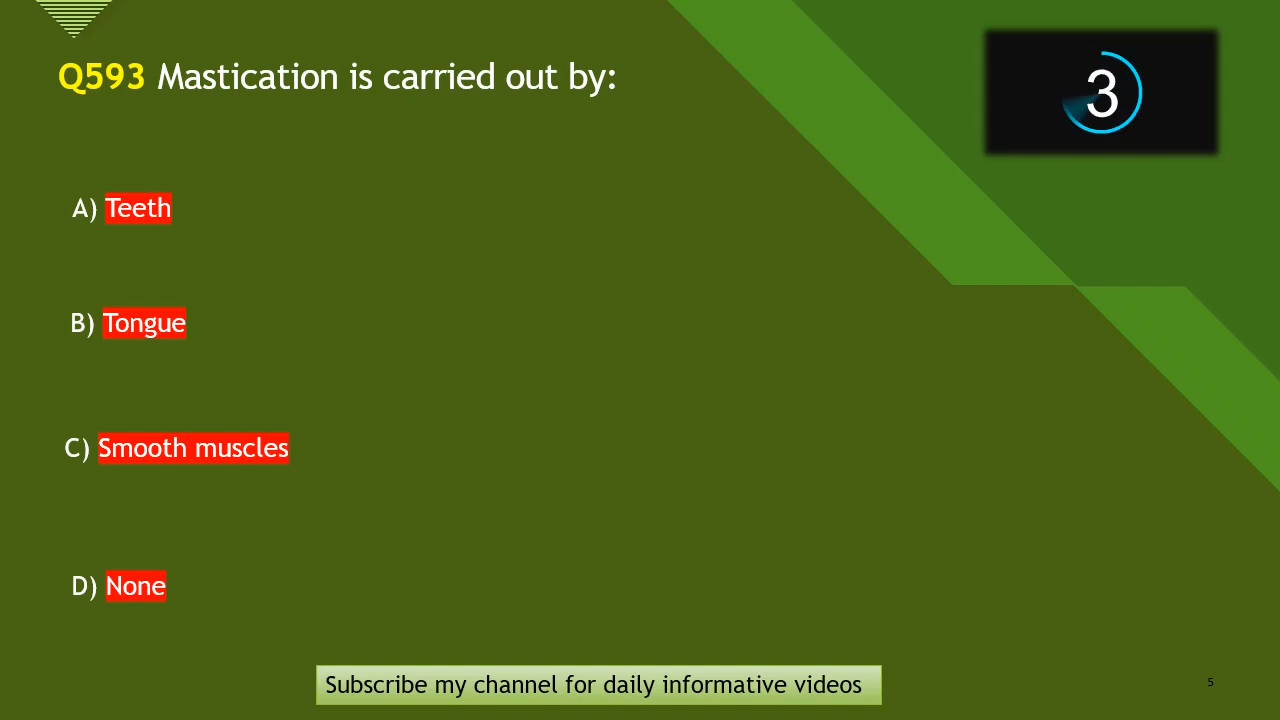 Q593 Mastication is carried out by:
3
A) Teeth
B) Tongue
C) Smooth muscles
D) None
Subscribe my channel for daily informative videos
5